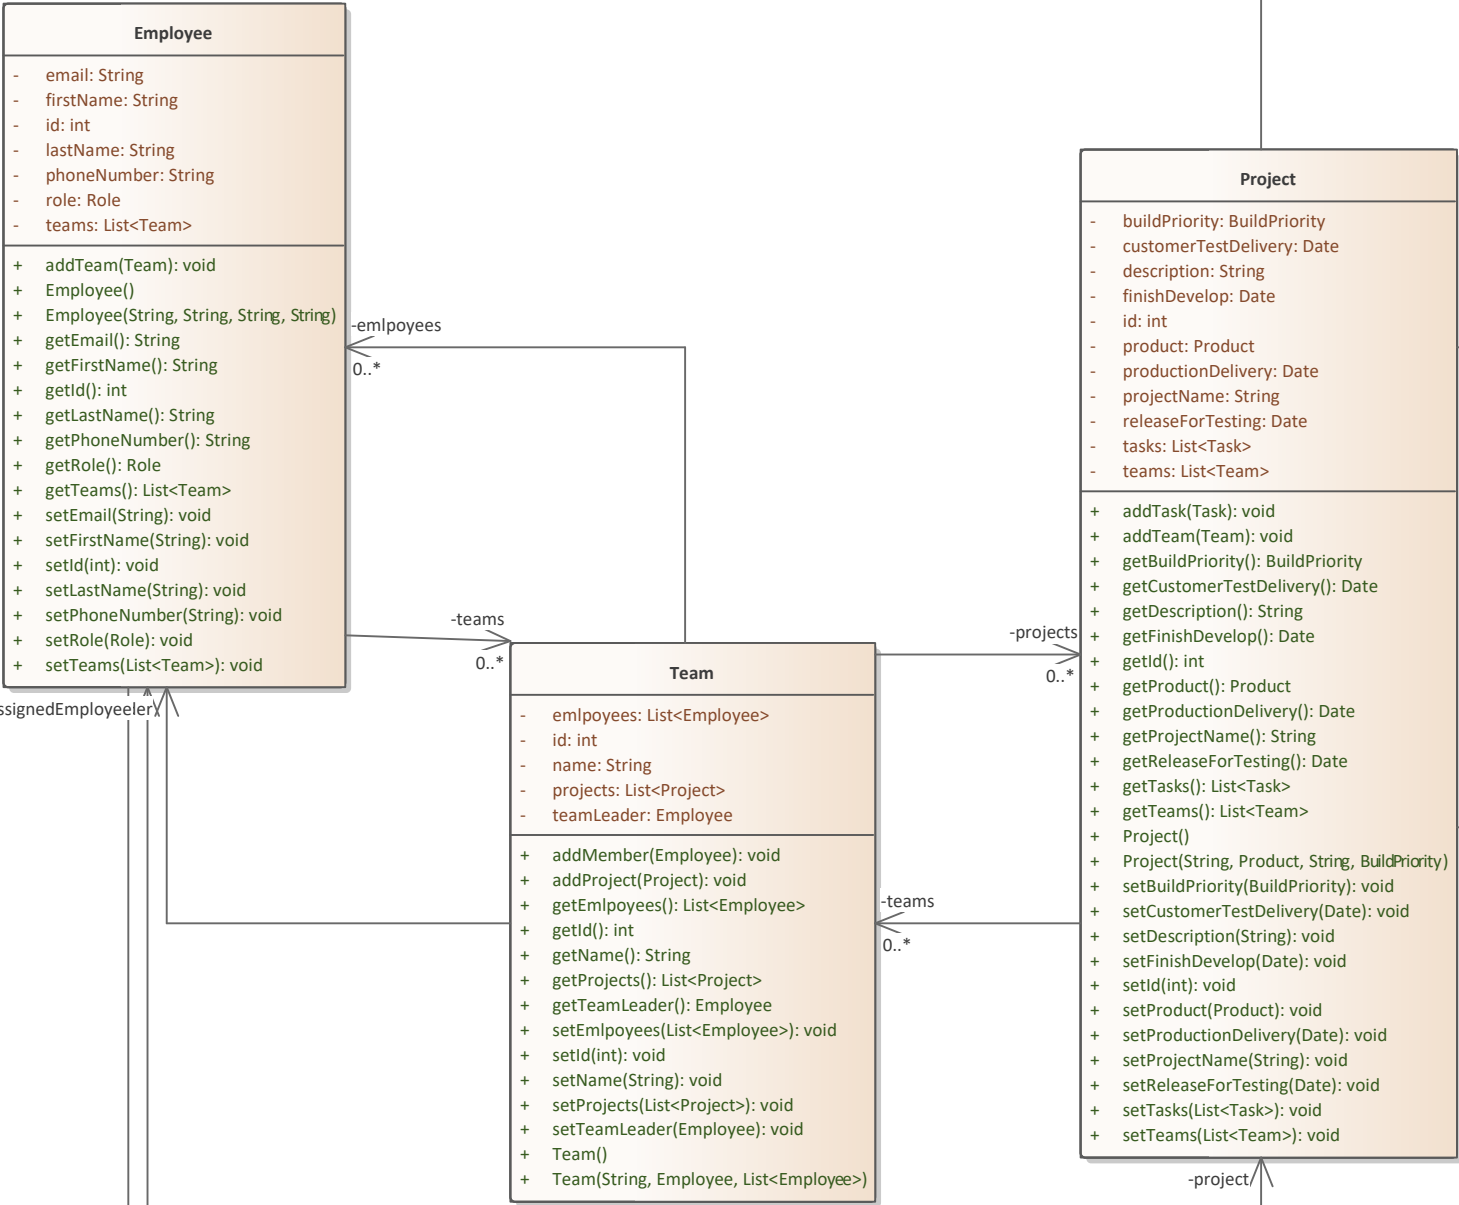 Employee
- email: String
- firstName: String
- id: int
- lastName: String
- phoneNumber: String
- role: Role
- teams: List<Team>
+ addTeam(Team): void
+ Employee()
+ Employee(String, String, String, String)
+ getEmail(): String
+ getFirstName(): String
+ getId(): int
+ getLastName(): String
+ getPhoneNumber(): String
+ getRole(): Role
+ getTeams(): List<Team>
+ setEmail(String): void
+ setFirstName(String): void
+ setId(int): void
+ setLastName(String): void
+ setPhoneNumber(String): void
+ setRole(Role): void
+ setTeams(List<Team>): void
-emlpoyees
0..*
-teams
0..*
Team
- emlpoyees: List<Employee>
- id: int
- name: String
- projects: List<Project>
- teamLeader: Employee
+ addMember(Employee): void
+ addProject(Project): void
+ getEmlpoyees(): List<Employee>
+ getId(): int
+ getName(): String
+ getProjects(): List<Project>
+ getTeamLeader(): Employee
+ setEmlpoyees(List<Employee>): void
+ setId(int): void
+ setName(String): void
+ setProjects(List<Project>): void
+ setTeamLeader(Employee): void
+ Team()
+ Team(String, Employee, List<Employee>)
-projects
0..*
-teams
0..*
Project
- buildPriority: BuildPriority
- customerTestDelivery: Date
- description: String
- finishDevelop: Date
- id: int
- product: Product
- productionDelivery: Date
- projectName: String
- releaseForTesting: Date
- tasks: List<Task>
- teams: List<Team>
+ addTask(Task): void
+ addTeam(Team): void
+ getBuildPriority(): BuildPriority
+ getCustomerTestDelivery(): Date
+ getDescription(): String
+ getFinishDevelop(): Date
+ getId(): int
+ getProduct(): Product
+ getProductionDelivery(): Date
+ getProjectName(): String
+ getReleaseForTesting(): Date
+ getTasks(): List<Task>
+ getTeams(): List<Team>
+ Project()
+ Project(String, Product, String, BuildPriority)
+ setBuildPriority(BuildPriority): void
+ setCustomerTestDelivery(Date): void
+ setDescription(String): void
+ setFinishDevelop(Date): void
+ setId(int): void
+ setProduct(Product): void
+ setProductionDelivery(Date): void
+ setProjectName(String): void
+ setReleaseForTesting(Date): void
+ setTasks(List<Task>): void
+ setTeams(List<Team>): void
-project